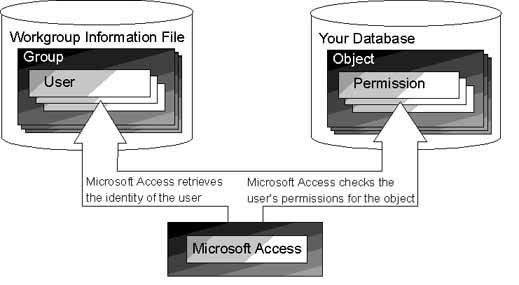 Workgroup Information File
Group
User
Your Database
Object
Permission
Microsoft Access retrieves
the identity of the user
Microsoft Access checks the
user's permissions for the object
Microsoft Access